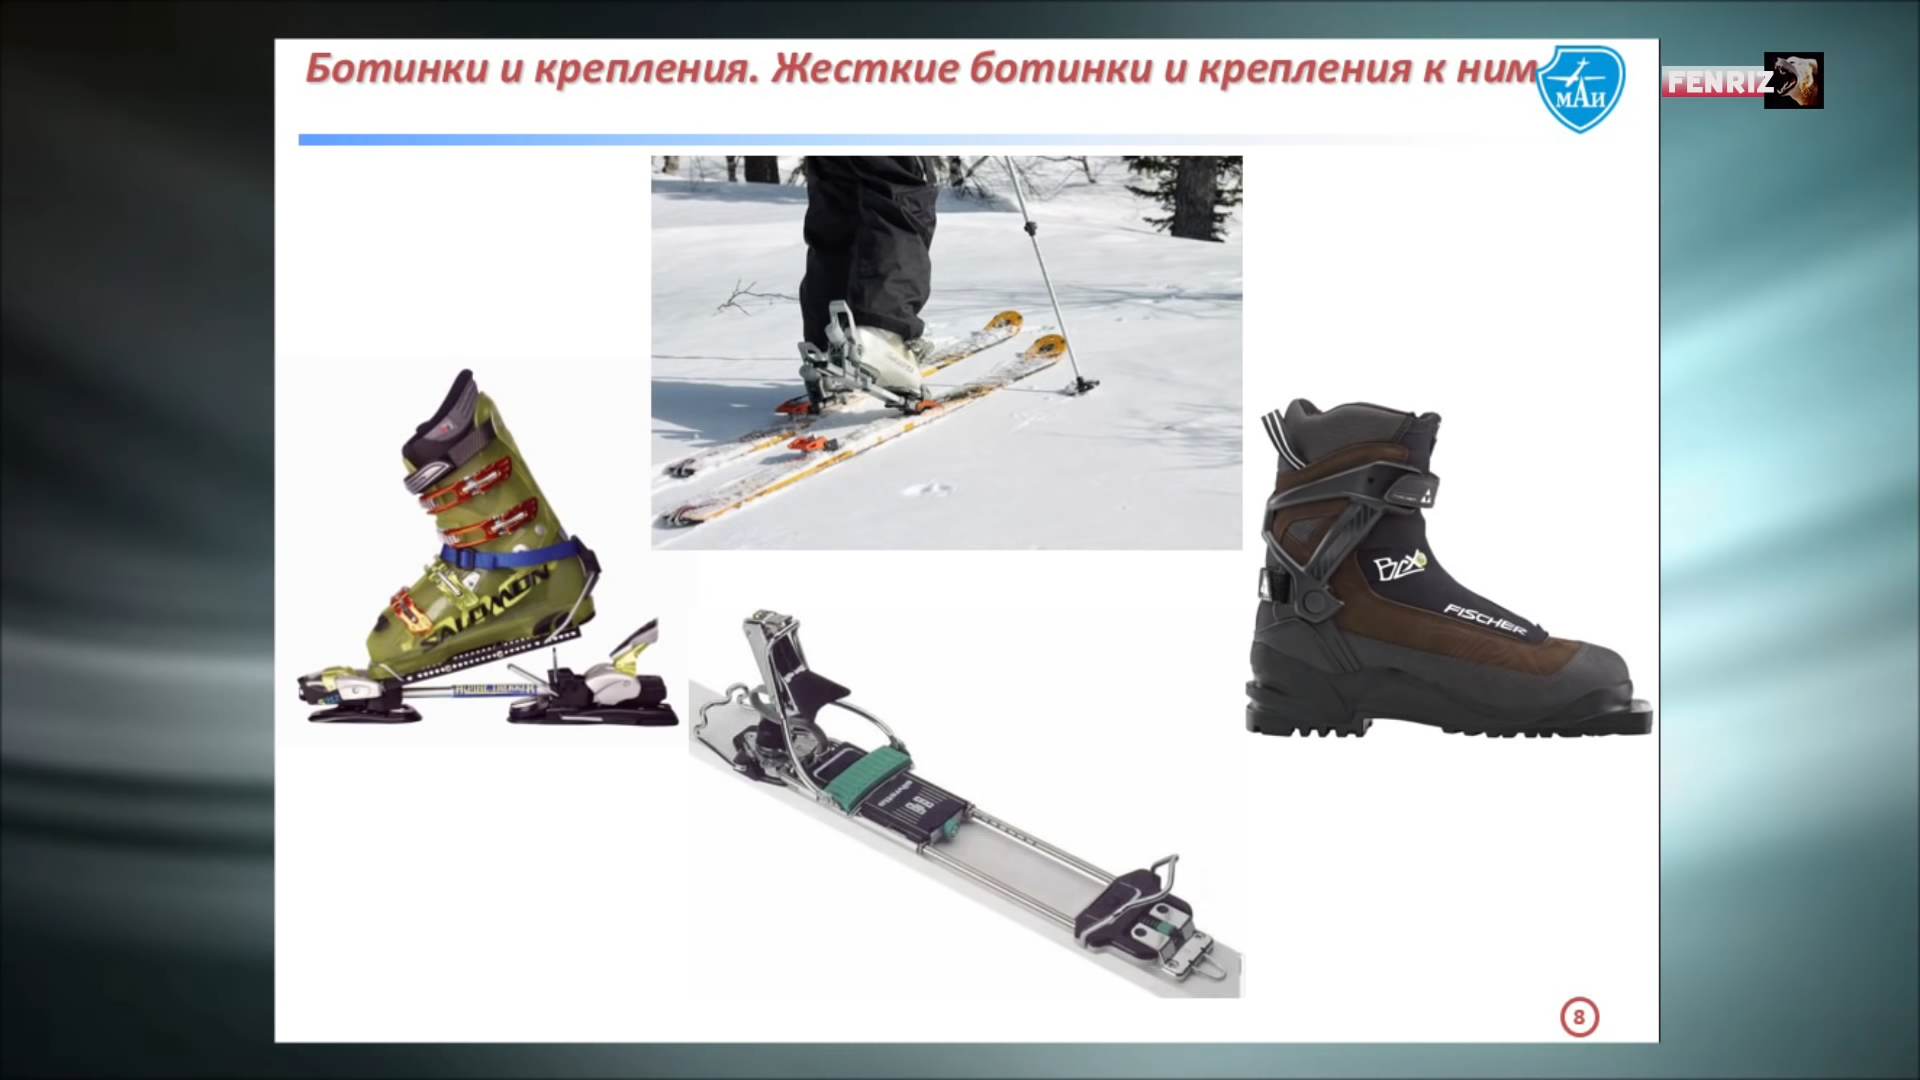 Ботинки и крепления. Жесткие ботинки и крепления к ним
МАИ
FENRIZ
SALOMON
BCX
FISCHER
8